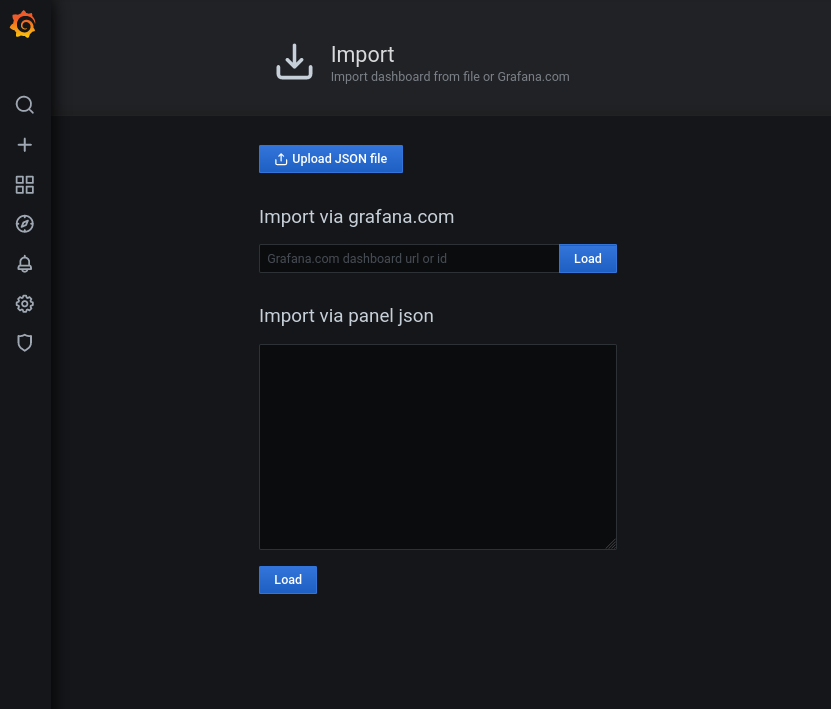 Import
Import dashboard from file or Grafana.com
Upload JSON file
Import via grafana.com
Grafana.com dashboard url or id
Load
Import via panel json
Load